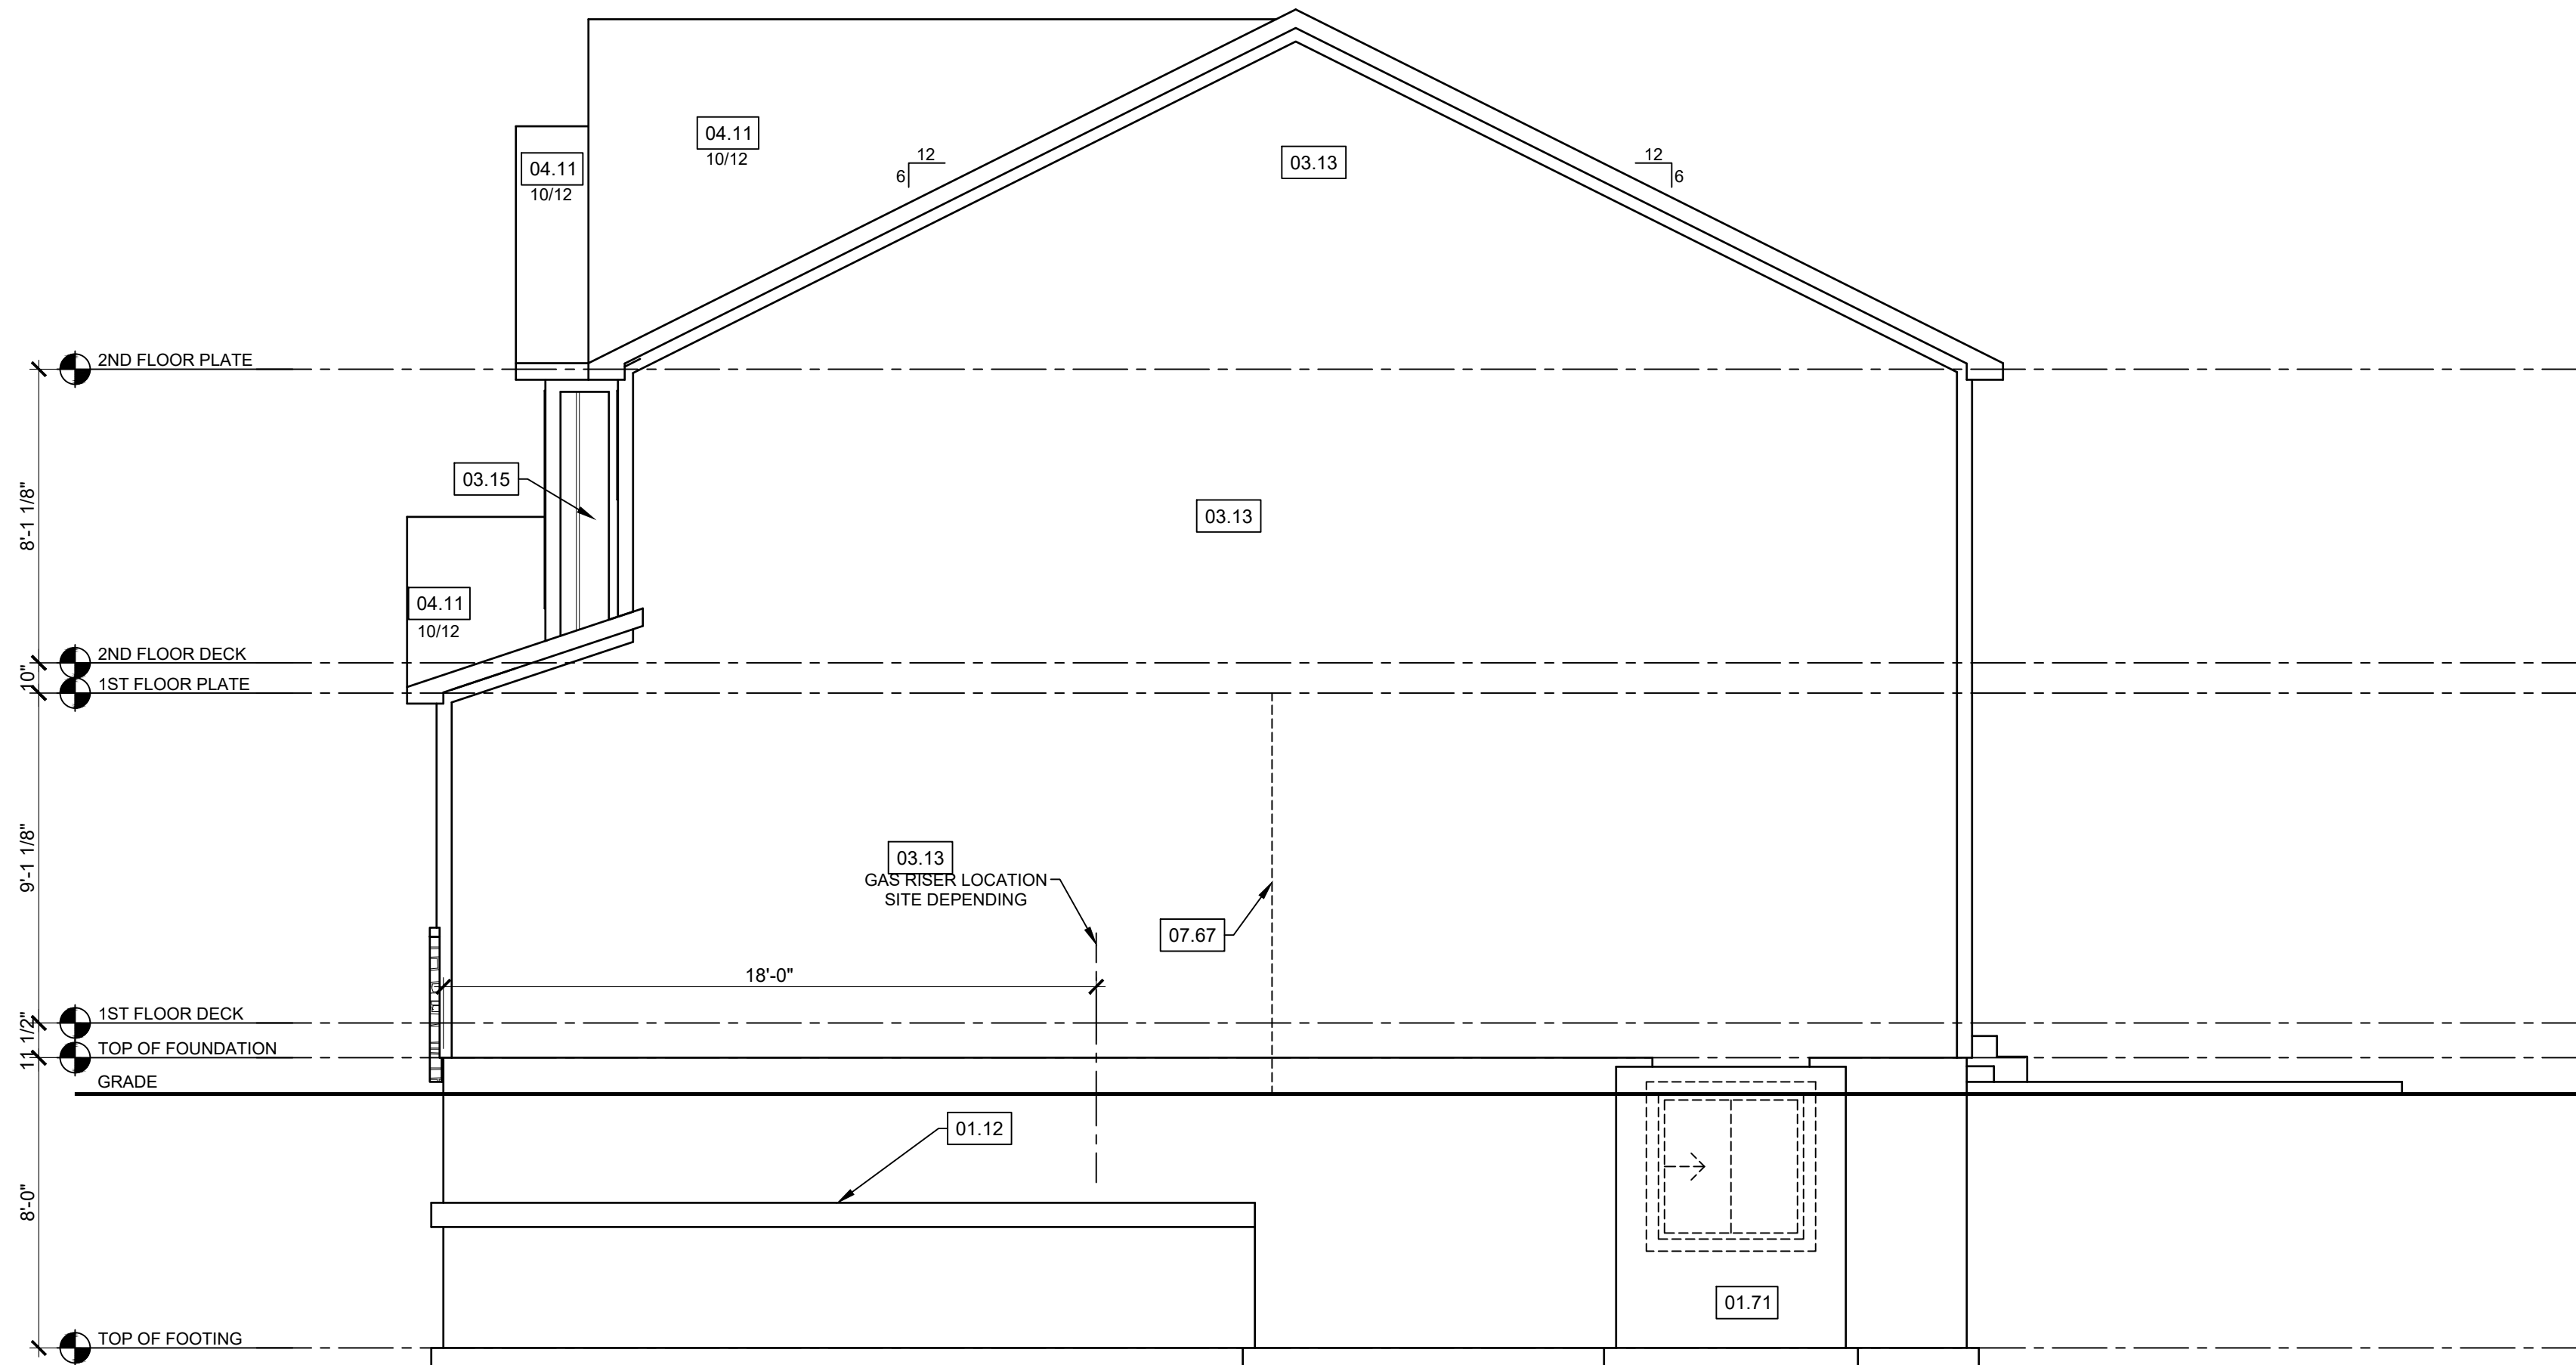 04.11
10/12
04.11
10/12
12
6
03.13
12
6
2ND FLOOR PLATE
03.15
03.13
8'-1 1/8"
04.11
10/12
2ND FLOOR DECK
10"
1ST FLOOR PLATE
9'-1 1/8"
03.13
GAS RISER LOCATION
SITE DEPENDING
07.67
18'-0"
1ST FLOOR DECK
11 1/2"
TOP OF FOUNDATION
GRADE
01.12
8'-0"
01.71
TOP OF FOOTING